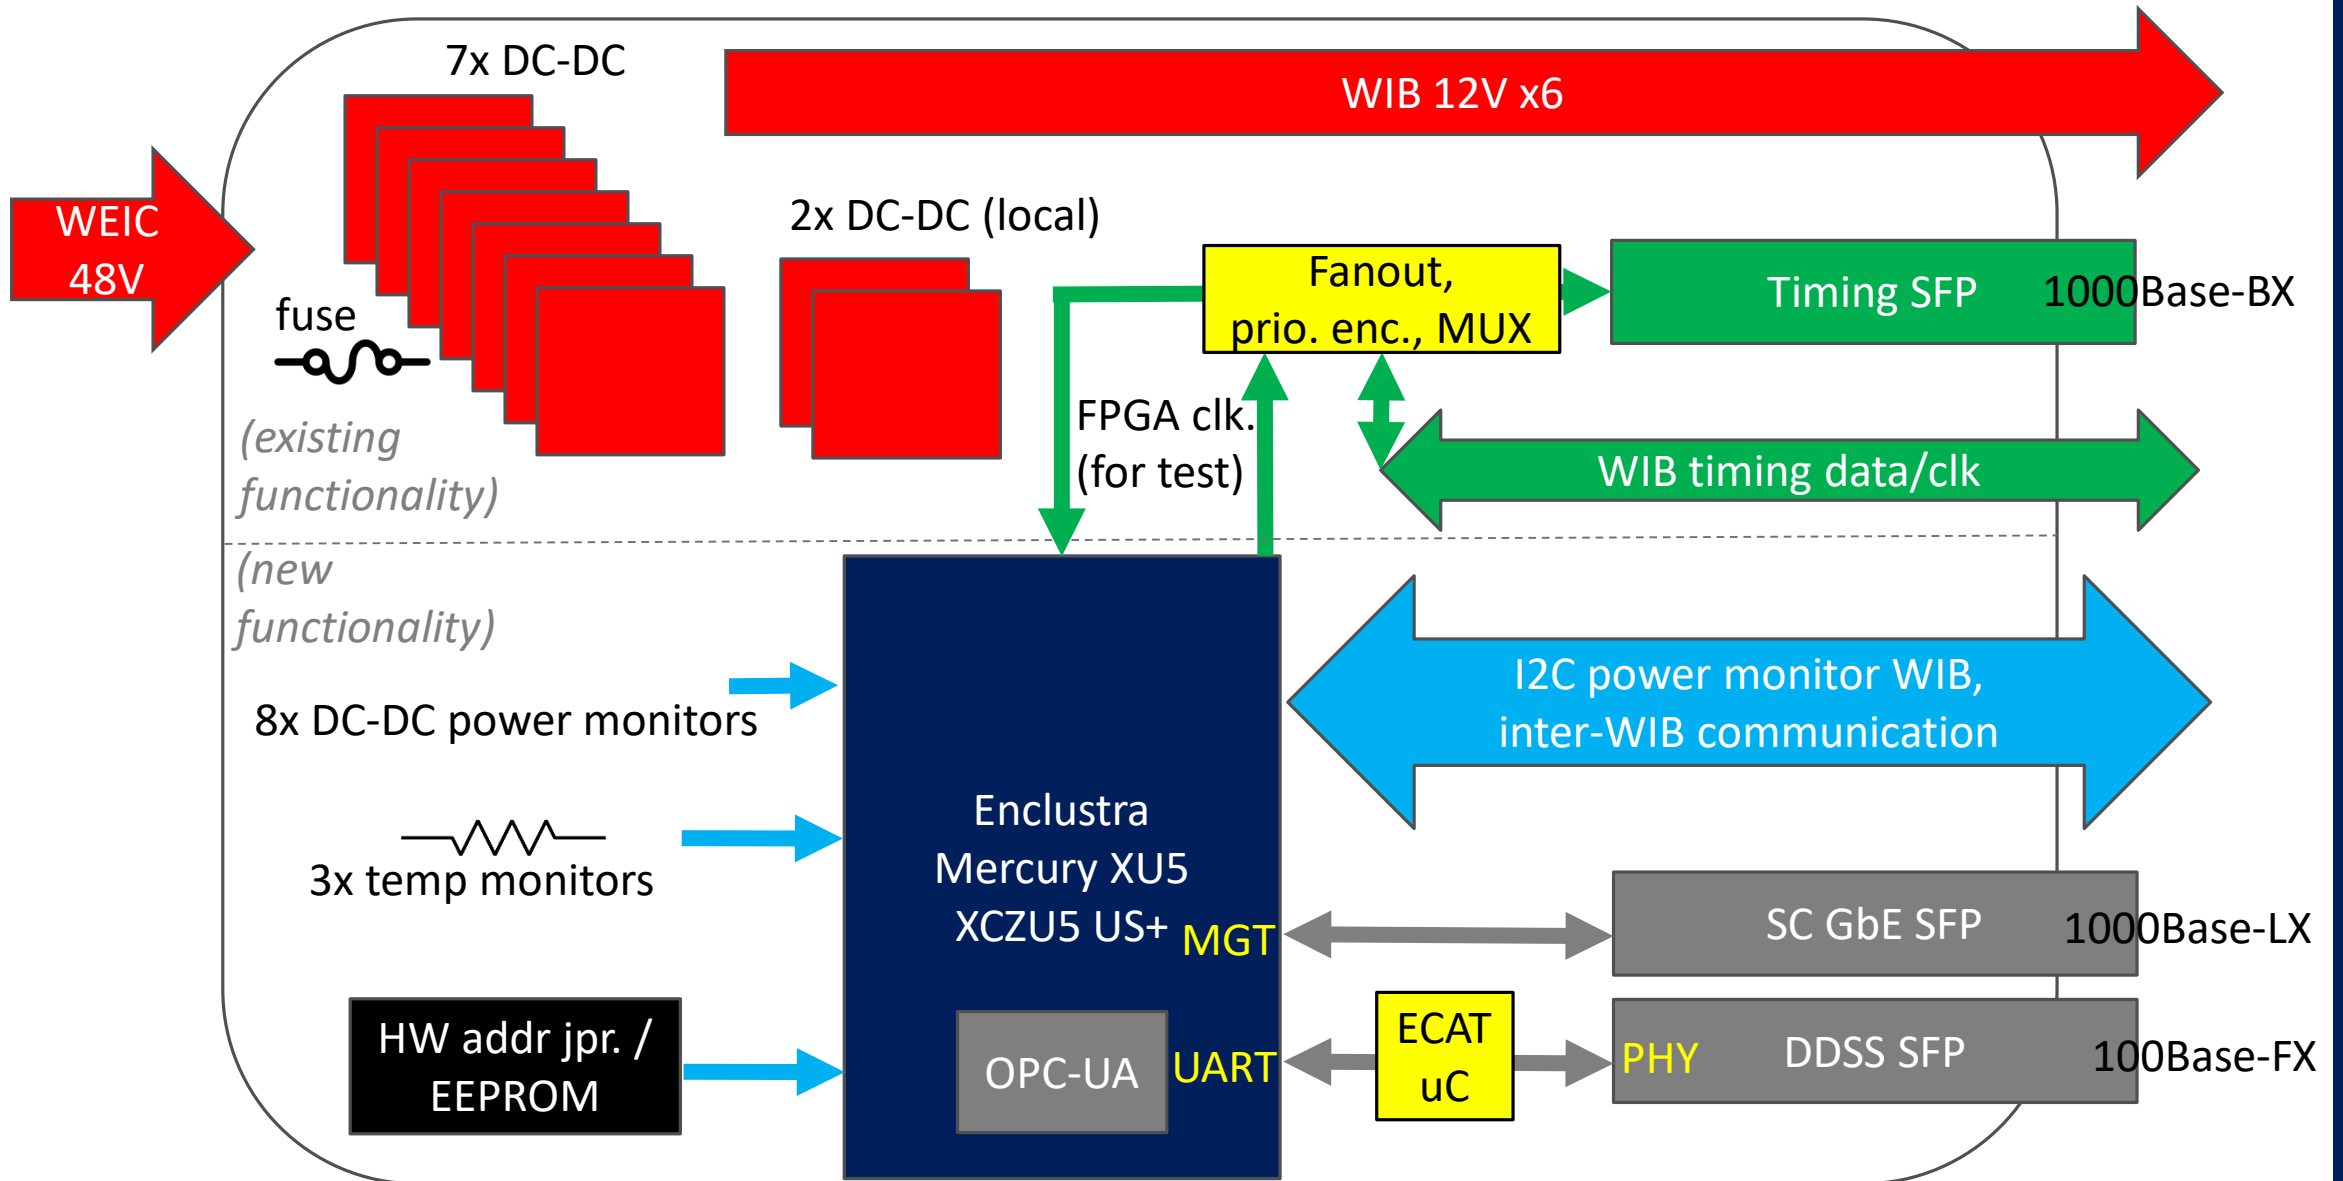 7x DC-DC
WIB 12V x6
WEIC
48V
2x DC-DC (local)
fuse
Fanout,
prio. enc., MUX
Timing SFP
1000Base-BX
(existing
functionality)
FPGA clk.
(for test)
WIB timing data/clk
(new
functionality)
I2C power monitor WIB,
inter-WIB communication
8x DC-DC power monitors
3x temp monitors
Enclustra
Mercury XU5
XCZU5 US+
MGT
SC GbE SFP
1000Base-LX
HW addr jpr. /
EEPROM
OPC-UA
UART
ECAT
uC
PHY
DDSS SFP
100Base-FX